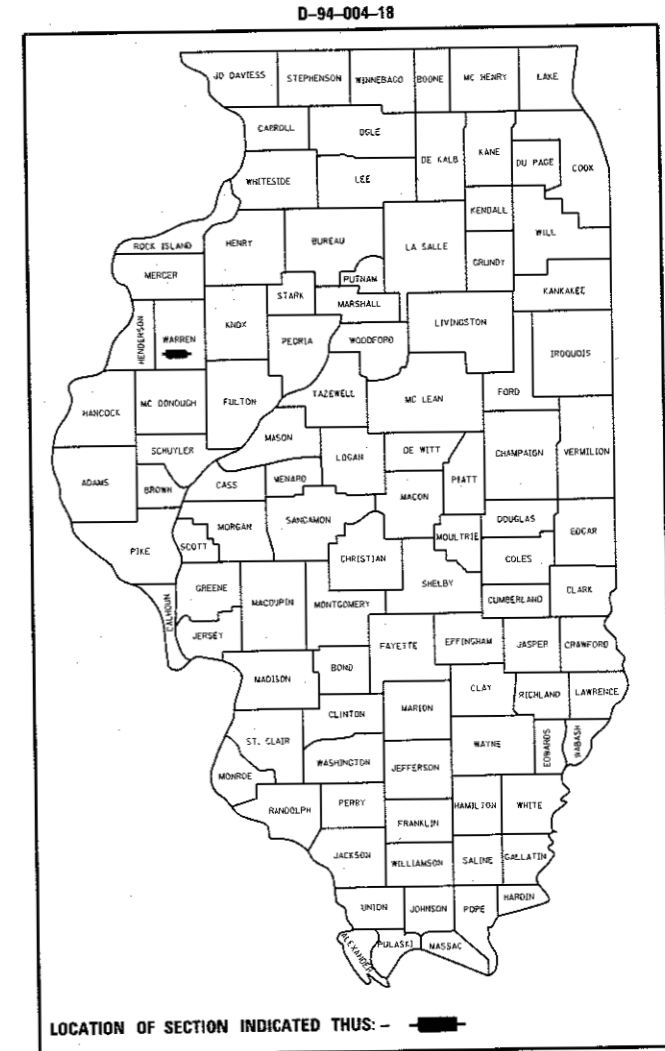 D-94-004-18
JO DAVIESS STEPHENSON WINNEBAGO BOONE MC HENRY LAKE
CARROLL OGLE DE KALB KANE DU PAGE COOK
WHITESIDE LEE KENDALL
ROCK ISLAND HENRY BUREAU LA SALLE GRUNDY WILL
MERCER PUTNAM KANKAKEE
HENDERSON WARREN KNOX STARK MARSHALL LIVINGSTON
PEORIA WOODFORD IROQUOIS
HANCOCK MC DONOUGH FULTON TAZEWELL MC LEAN FORD
MASON
SCHUYLER LOGAN DE WITT CHAMPAIGN VERMILION
ADAMS BROWN CASS MENARD PIATT
MACON
MORGAN SANGAMON DOUGLAS EDGAR
PIKE SCOTT CHRISTIAN MOULTRIE COLES
GREENE SHELBY CLARK
CALHOUN MACOUPIN MONTGOMERY CUMBERLAND
JERSEY FAYETTE EFFINGHAM JASPER CRAWFORD
BOND
MADISON CLAY RICHLAND LAWRENCE
CLINTON MARION
ST. CLAIR WAYNE EDWARDS WABASH
WASHINGTON JEFFERSON
MONROE
RANDOLPH PERRY HAMILTON WHITE
FRANKLIN
JACKSON WILLIAMSON SALINE GALLATIN
HARDIN
UNION JOHNSON POPE
ALEXANDER PULASKI MASSAC
LOCATION OF SECTION INDICATED THUS: -